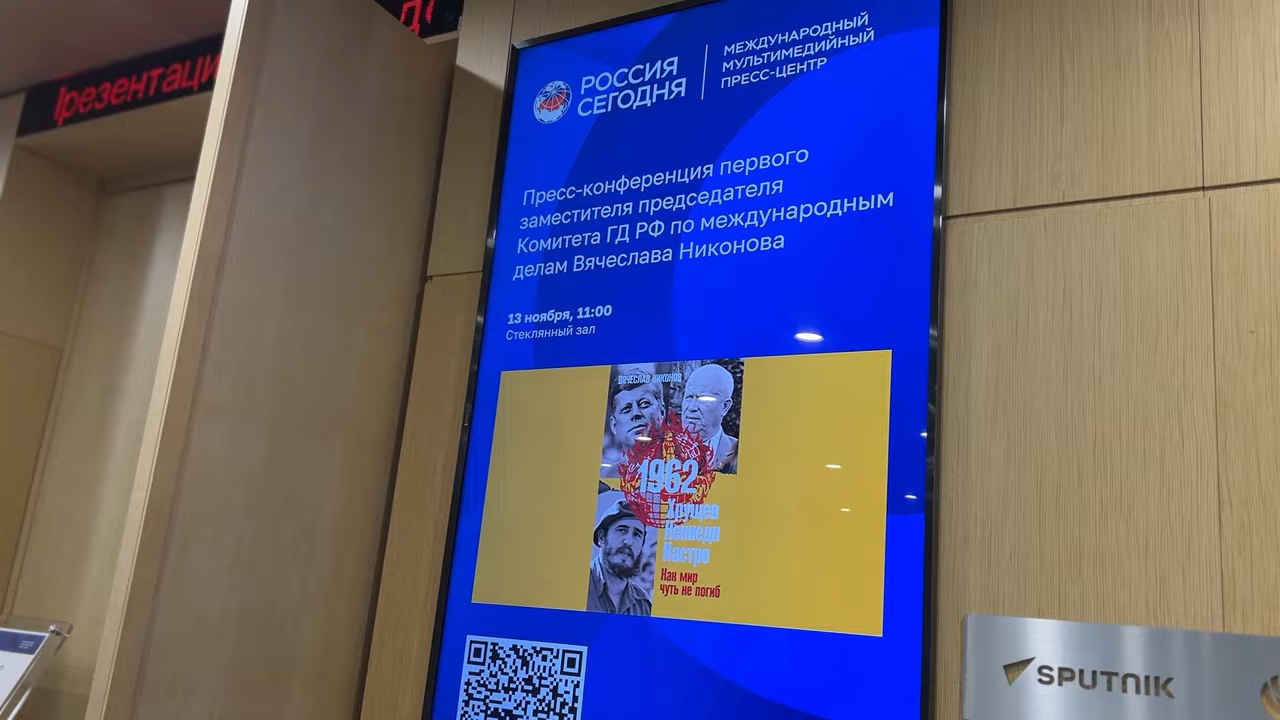 резентаци
РОССИЯ
СЕГОДНЯ
МЕЖДУНАРОДНЫЙ
МУЛЬТИМЕДИЙНЫЙ
ПРЕСС-ЦЕНТР
Пресс-конференция первого
заместителя председателя
Комитета ГД РФ по международным
делам Вячеслава Никонова
13 ноября, 11:00
Стеклянный зал
ВЯЧЕСЛАВ НИКОНОВ
1962
Хрущев
Кеннеди
Кастро
Как мир
чуть не погиб
SPUTNIK